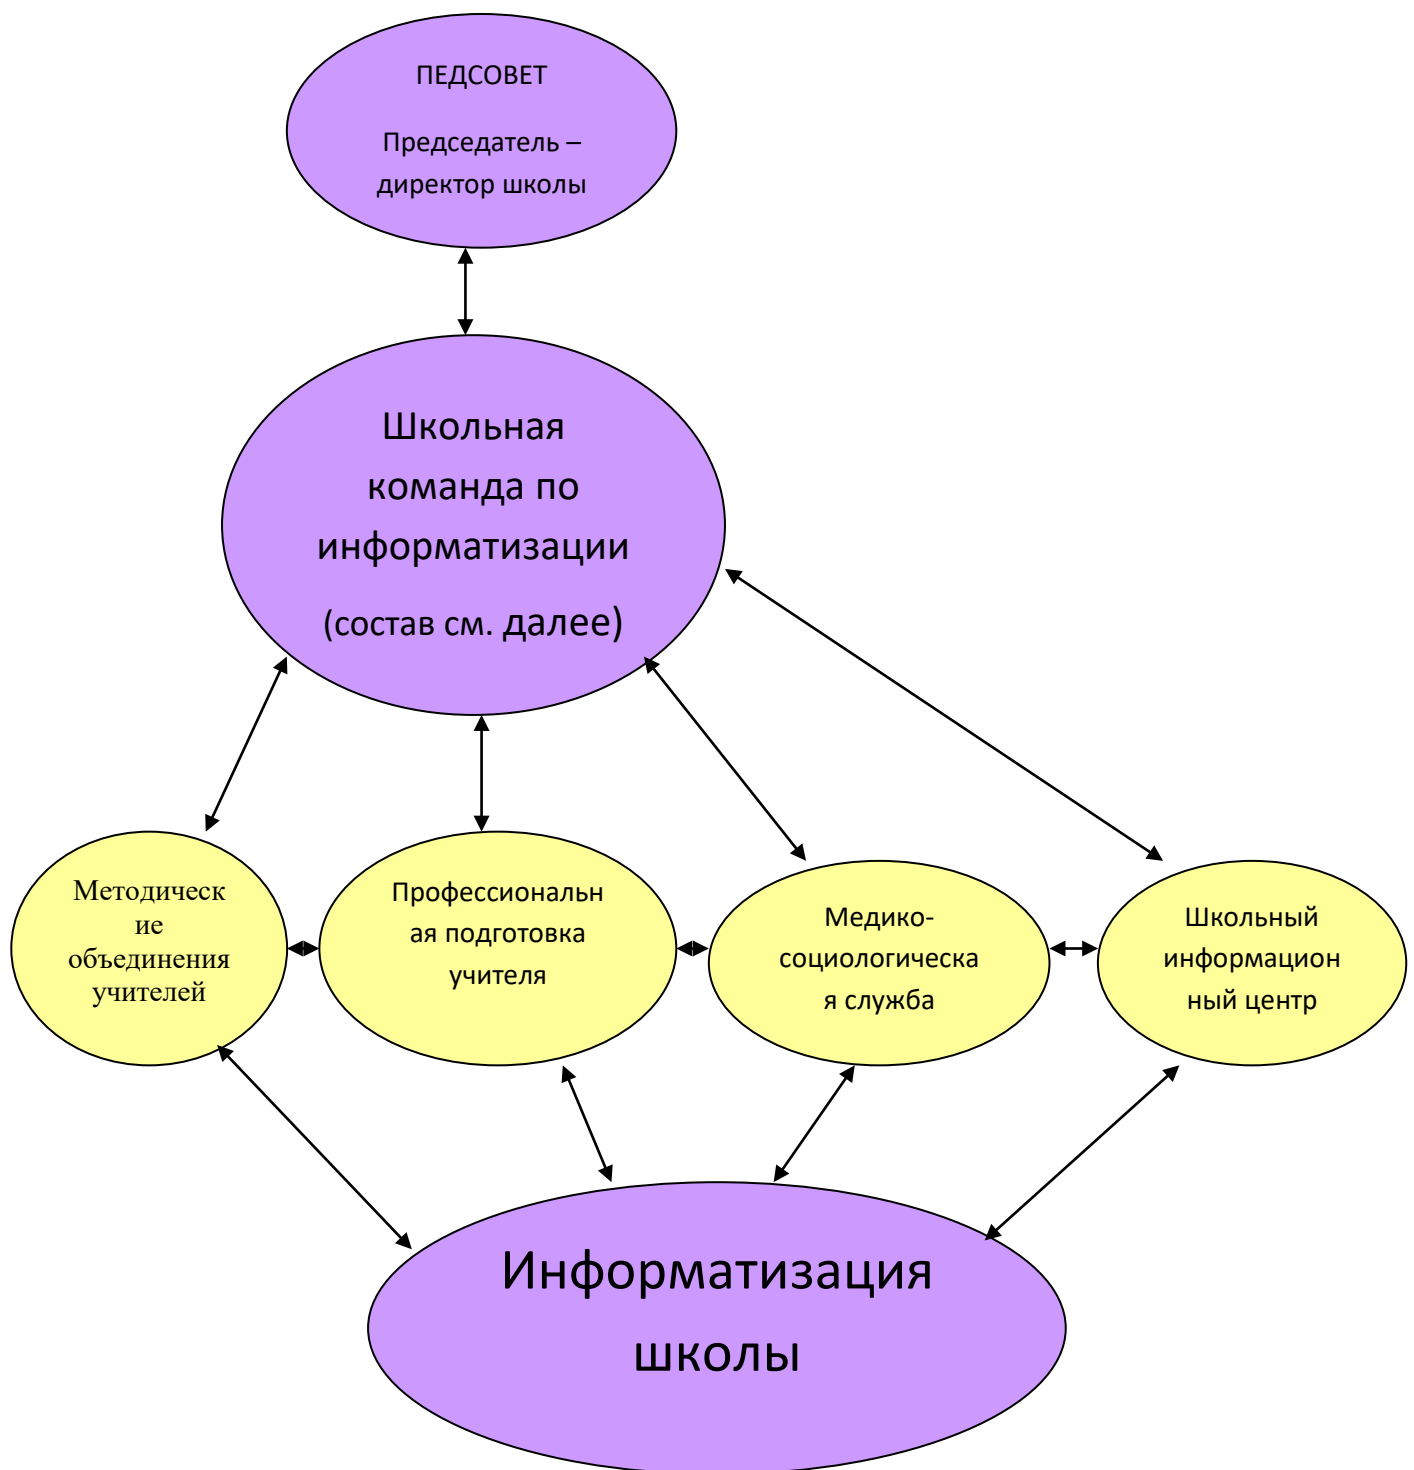 ПЕДСОВЕТ
Председатель –
директор школы
Школьная
команда по
информатизации
(состав см. далее)
Методическ
ие
объединения
учителей
Профессиональн
ая подготовка
учителя
Медико-
социологическа
я служба
Школьный
информацион
ный центр
Информатизация
школы